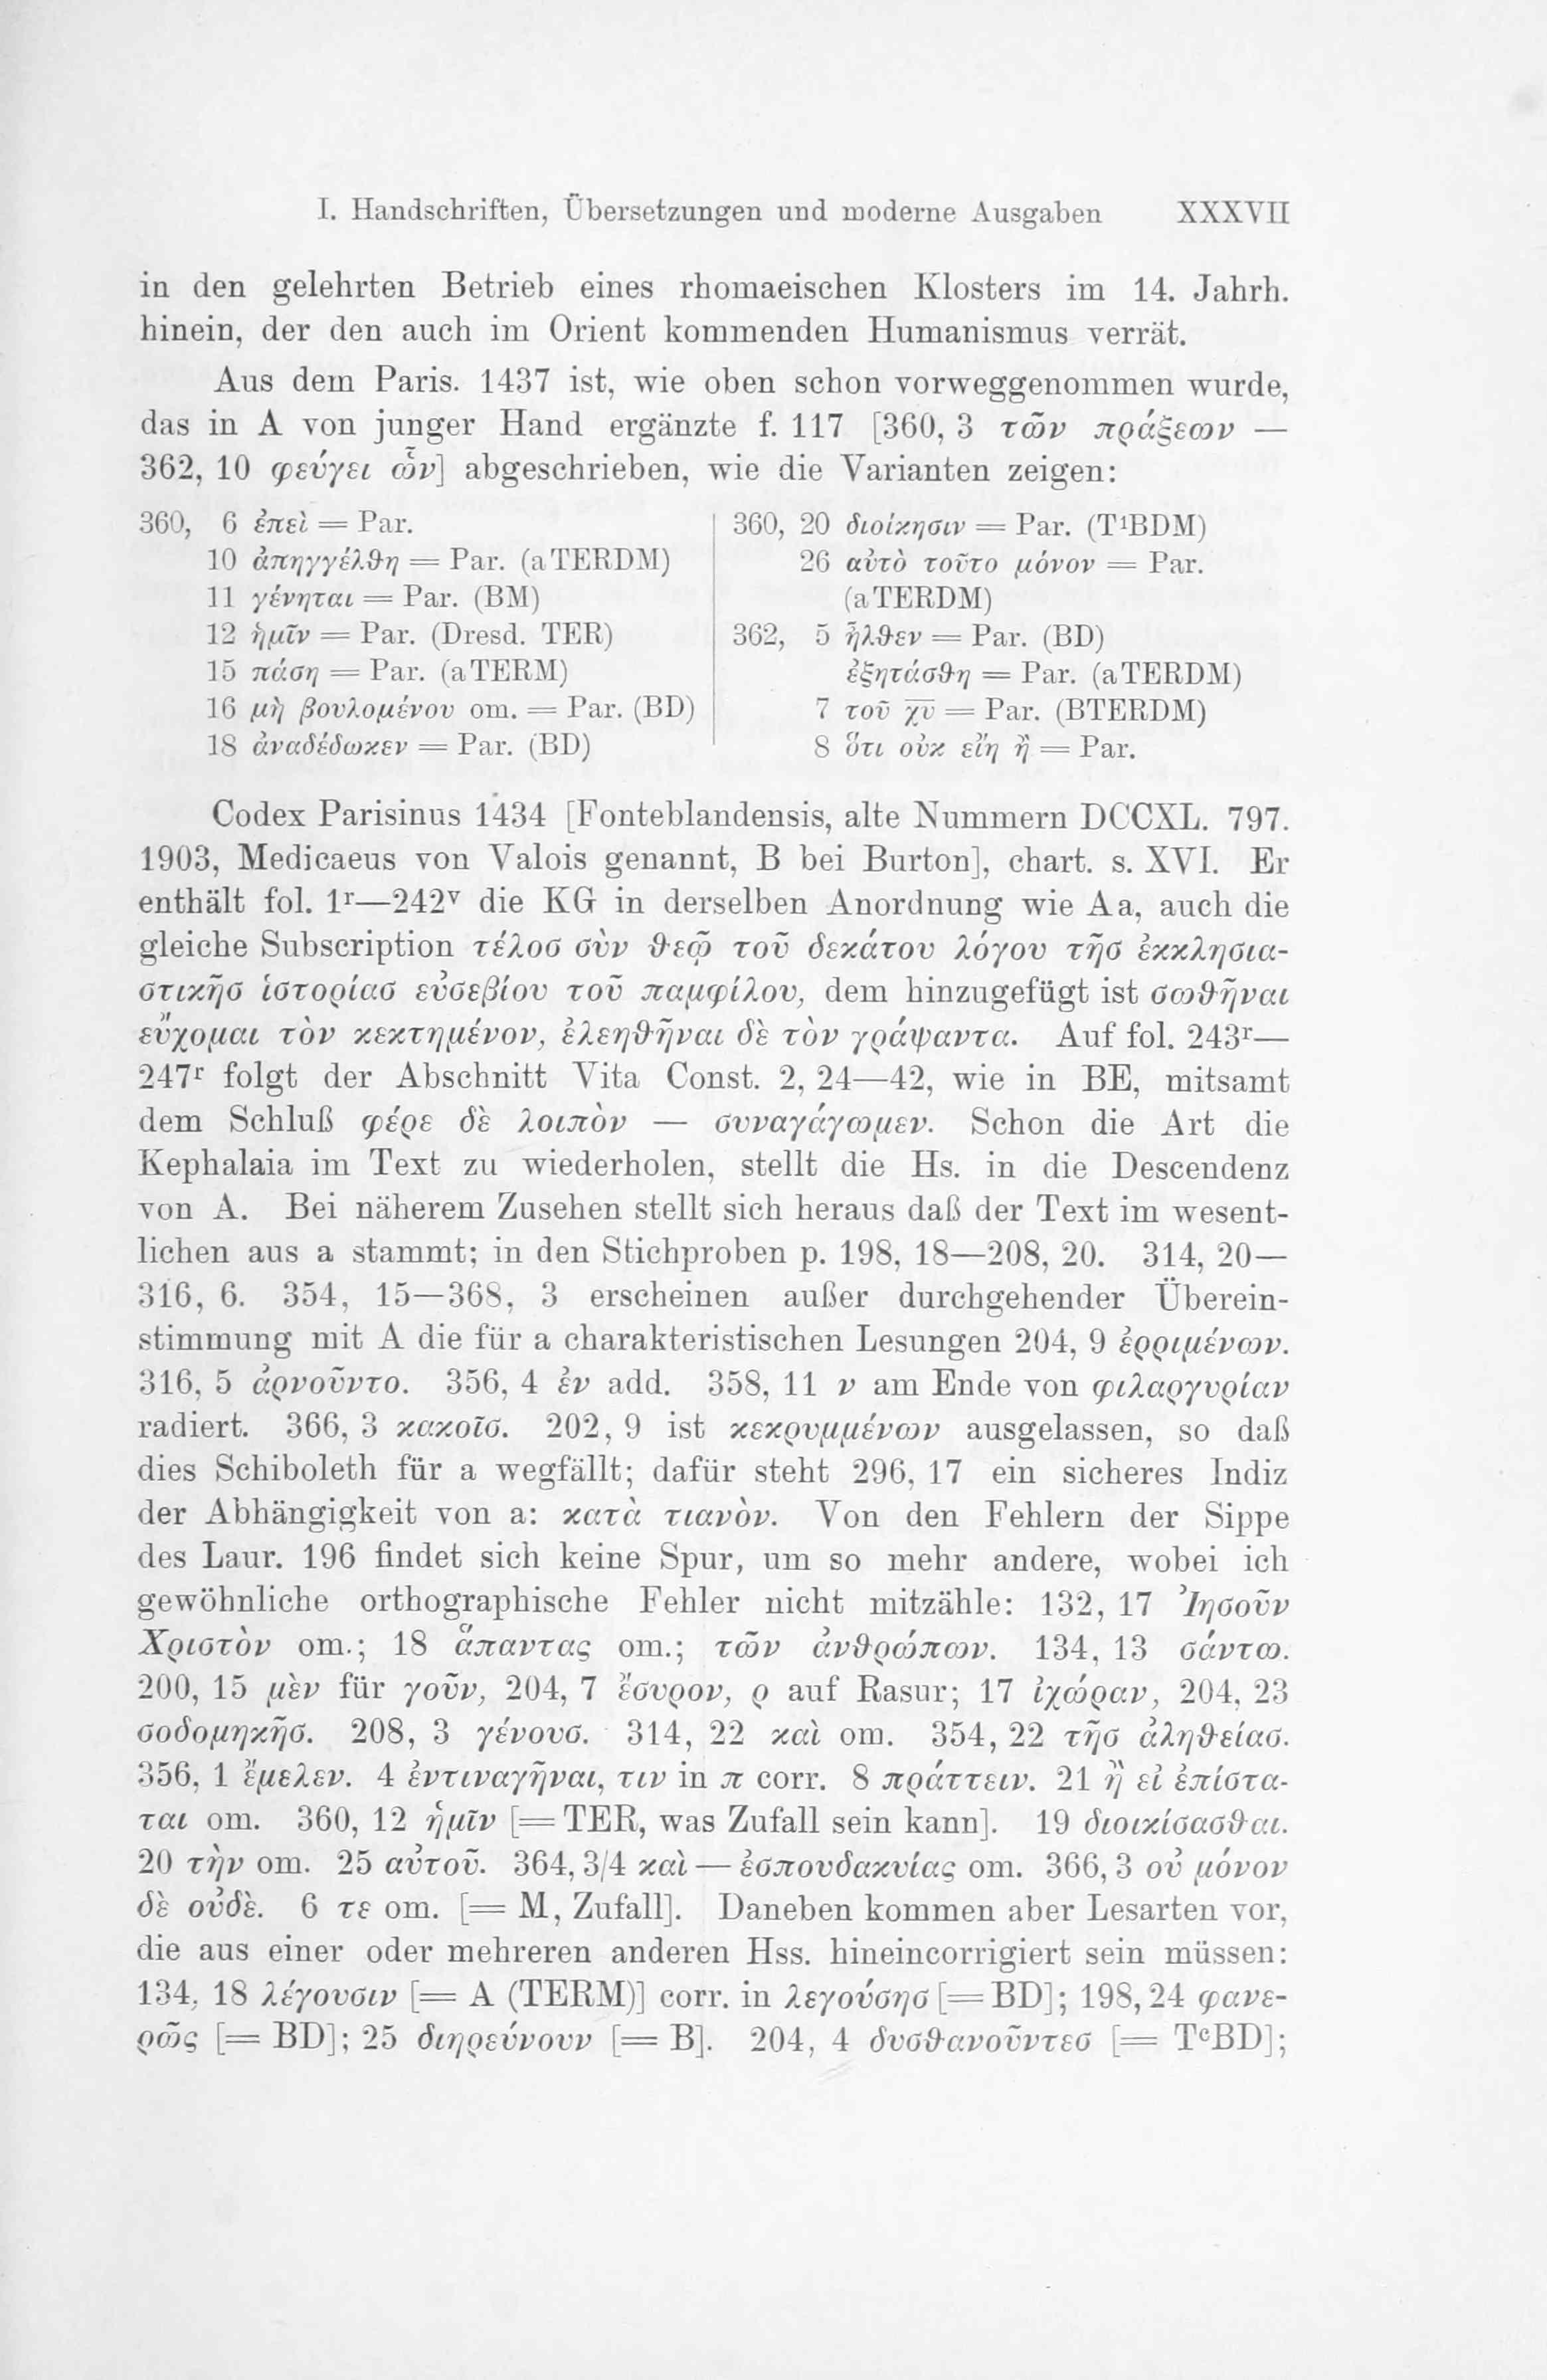 I. Handschriften, Übersetzungen und moderne Ausgaben XXXVII
in den gelehrten Betrieb eines rhomaeischen Klosters im 14. Jahrh.
hinein, der den auch im Orient kommenden Humanismus verrät.
Aus dem Paris. 1437 ist, wie oben schon vorweggenommen wurde,
das in A von junger Hand ergänzte f. 117 [360, 3 τῶν πράξεων —
362, 10 φεύγει ὧν] abgeschrieben, wie die Varianten zeigen:
360, 6 ἐπεὶ = Par.
10 ἀπηγγέλθη = Par. (aTERDM)
11 γένηται = Par. (BM)
12 ἡμῖν = Par. (Dresd. TER)
15 πάση = Par. (aTERM)
16 μὴ βουλομένου om. = Par. (BD)
18 ἀναδέδωκεν = Par. (BD)
360, 20 διοίκησιν = Par. (T¹BDM)
26 αὐτὸ τοῦτο μόνον = Par.
(aTERDM)
362, 5 ἦλθεν = Par. (BD)
ἐξητάσθη = Par. (aTERDM)
7 τοῦ χ̅υ̅ = Par. (BTERDM)
8 ὅτι οὐκ εἴη ἢ = Par.
Codex Parisinus 1434 [Fonteblandensis, alte Nummern DCCXL. 797.
1903, Medicaeus von Valois genannt, B bei Burton], chart. s. XVI. Er
enthält fol. 1ʳ—242ᵛ die KG in derselben Anordnung wie Aa, auch die
gleiche Subscription τέλοσ σὺν θεῷ τοῦ δεκάτου λόγου τῆσ ἐκκλησια-
στικῆσ ἱστορίασ εὐσεβίου τοῦ παμφίλου, dem hinzugefügt ist σωθῆναι
εὔχομαι τὸν κεκτημένον, ἐλεηθῆναι δὲ τὸν γράψαντα. Auf fol. 243ʳ—
247ʳ folgt der Abschnitt Vita Const. 2, 24—42, wie in BE, mitsamt
dem Schluß φέρε δὲ λοιπὸν — συναγάγωμεν. Schon die Art die
Kephalaia im Text zu wiederholen, stellt die Hs. in die Descendenz
von A. Bei näherem Zusehen stellt sich heraus daß der Text im wesent-
lichen aus a stammt; in den Stichproben p. 198, 18—208, 20. 314, 20—
316, 6. 354, 15—368, 3 erscheinen außer durchgehender Überein-
stimmung mit A die für a charakteristischen Lesungen 204, 9 ἐρριμένων.
316, 5 ἀρνοῦντο. 356, 4 ἐν add. 358, 11 ν am Ende von φιλαργυρίαν
radiert. 366, 3 κακοῖσ. 202, 9 ist κεκρυμμένων ausgelassen, so daß
dies Schiboleth für a wegfällt; dafür steht 296, 17 ein sicheres Indiz
der Abhängigkeit von a: κατὰ τιανὸν. Von den Fehlern der Sippe
des Laur. 196 findet sich keine Spur, um so mehr andere, wobei ich
gewöhnliche orthographische Fehler nicht mitzähle: 132, 17 Ἰησοῦν
Χριστὸν om.; 18 ἅπαντας om.; τῶν ἀνθρώπων. 134, 13 σάντω.
200, 15 μὲν für γοῦν, 204, 7 ἔσυρον, ρ auf Rasur; 17 ἰχώραν, 204, 23
σοδομηκῆσ. 208, 3 γένουσ. 314, 22 καὶ om. 354, 22 τῆσ ἀληθείασ.
356, 1 ἔμελεν. 4 ἐντιναγῆναι, τιν in π corr. 8 πράττειν. 21 ἢ εἰ ἐπίστα-
ται om. 360, 12 ἡμῖν [= TER, was Zufall sein kann]. 19 διοικίσασθαι.
20 τὴν om. 25 αὐτοῦ. 364, 3/4 καὶ — ἐσπουδακυίας om. 366, 3 οὐ μόνον
δὲ οὐδὲ. 6 τε om. [= M, Zufall]. Daneben kommen aber Lesarten vor,
die aus einer oder mehreren anderen Hss. hineincorrigiert sein müssen:
134, 18 λέγουσιν [= A (TERM)] corr. in λεγούσησ [= BD]; 198, 24 φανε-
ρῶς [= BD]; 25 διηρεύνουν [= B]. 204, 4 δυσθανοῦντεσ [= TᶜBD];